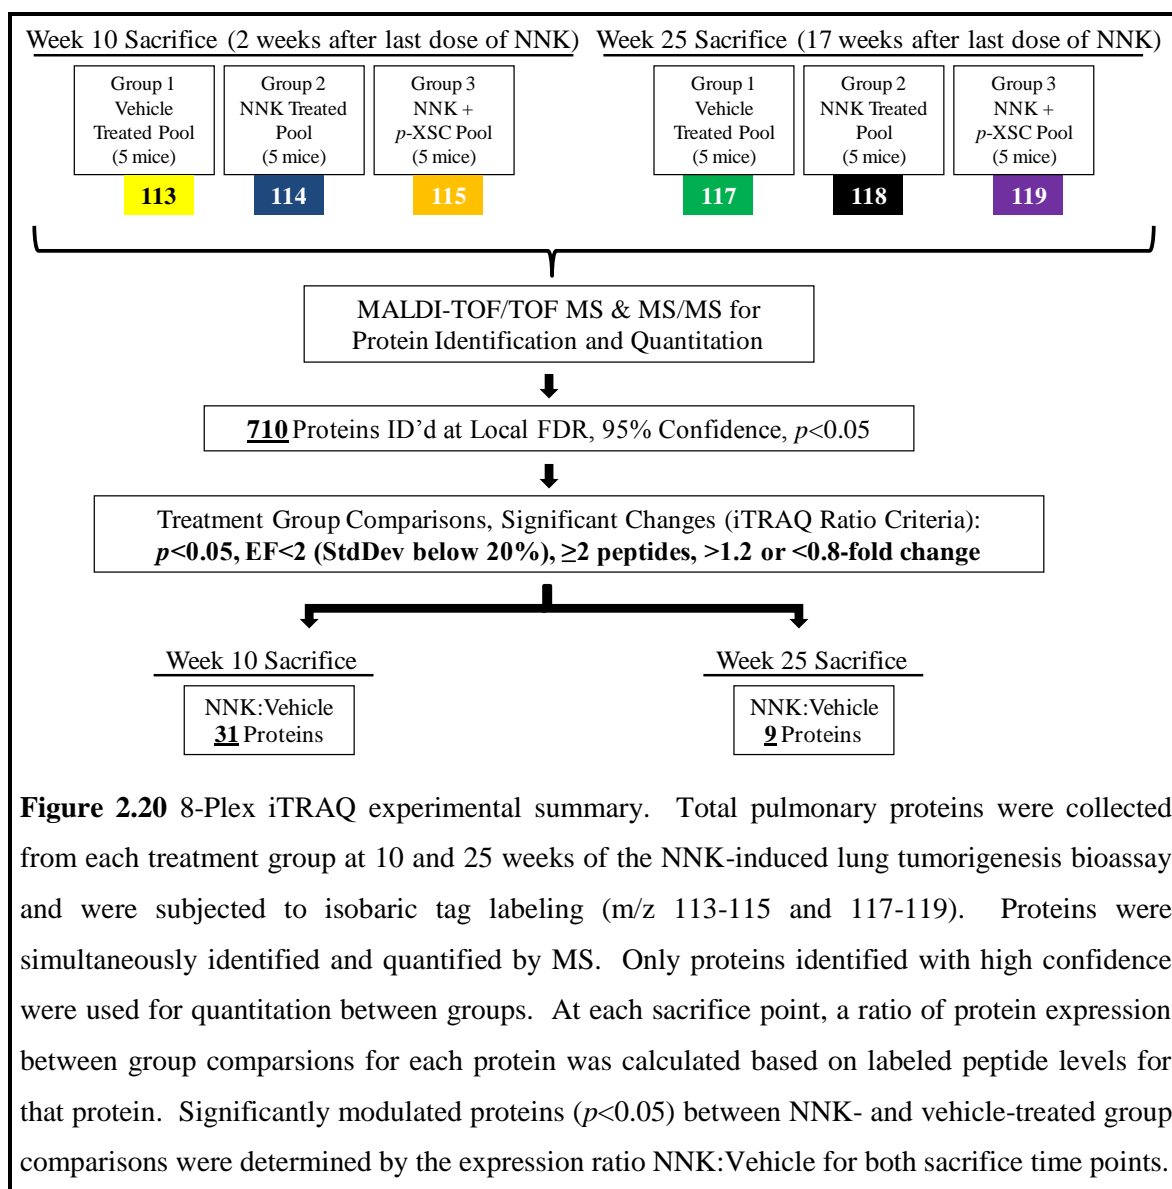 Week 10 Sacrifice (2 weeks after last dose of NNK)
Group 1
Vehicle
Treated Pool
(5 mice)
113
Group 2
NNK Treated
Pool
(5 mice)
114
Group 3
NNK +
p-XSC Pool
(5 mice)
115
Week 25 Sacrifice (17 weeks after last dose of NNK)
Group 1
Vehicle
Treated Pool
(5 mice)
117
Group 2
NNK Treated
Pool
(5 mice)
118
Group 3
NNK +
p-XSC Pool
(5 mice)
119
MALDI-TOF/TOF MS & MS/MS for
Protein Identification and Quantitation
710 Proteins ID’d at Local FDR, 95% Confidence, p<0.05
Treatment Group Comparisons, Significant Changes (iTRAQ Ratio Criteria):
p<0.05, EF<2 (StdDev below 20%), ≥2 peptides, >1.2 or <0.8-fold change
Week 10 Sacrifice
NNK:Vehicle
31 Proteins
Week 25 Sacrifice
NNK:Vehicle
9 Proteins
Figure 2.20 8-Plex iTRAQ experimental summary. Total pulmonary proteins were collected
from each treatment group at 10 and 25 weeks of the NNK-induced lung tumorigenesis bioassay
and were subjected to isobaric tag labeling (m/z 113-115 and 117-119). Proteins were
simultaneously identified and quantified by MS. Only proteins identified with high confidence
were used for quantitation between groups. At each sacrifice point, a ratio of protein expression
between group comparsions for each protein was calculated based on labeled peptide levels for
that protein. Significantly modulated proteins (p<0.05) between NNK- and vehicle-treated group
comparisons were determined by the expression ratio NNK:Vehicle for both sacrifice time points.